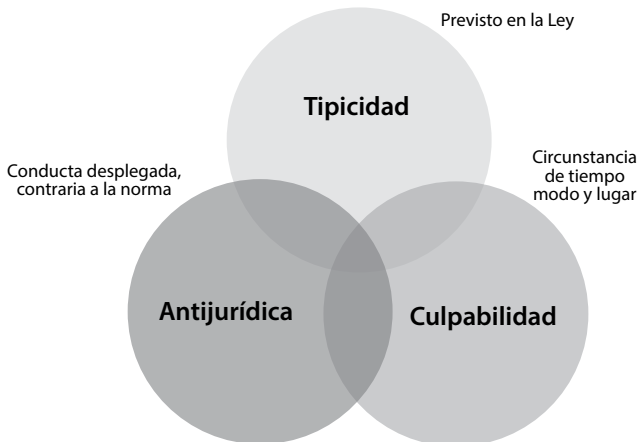 Previsto en la Ley
Tipicidad
Conducta desplegada,
contraria a la norma
Circunstancia
de tiempo
modo y lugar
Antijurídica
Culpabilidad